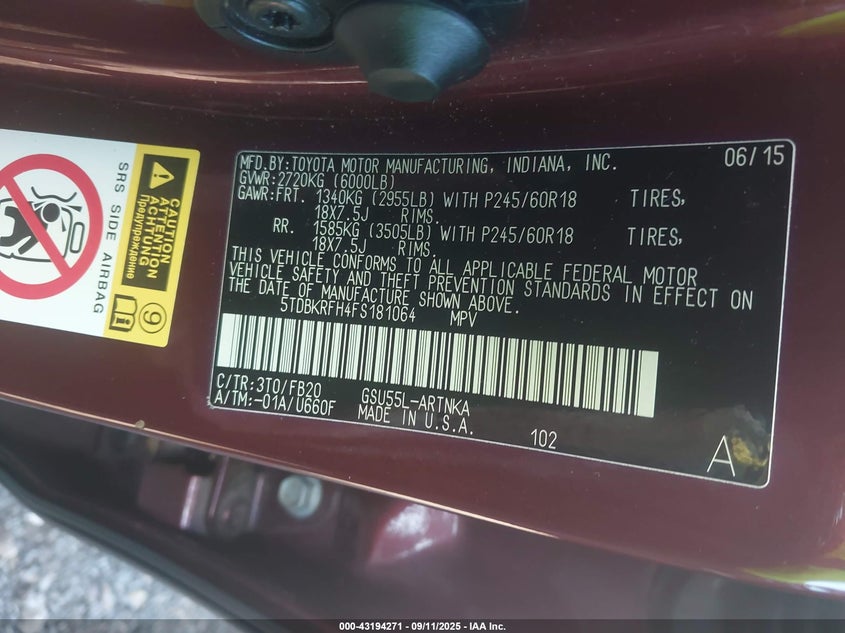 MFD.BY:TOYOTA MOTOR MANUFACTURING, INDIANA, INC. 06/15
GVWR:2720KG (6000LB)
GAWR:FRT. 1340KG (2955LB) WITH P245/60R18 TIRES,
18X7.5J RIMS.
RR. 1585KG (3505LB) WITH P245/60R18 TIRES,
18X7.5J RIMS.
THIS VEHICLE CONFORMS TO ALL APPLICABLE FEDERAL MOTOR
VEHICLE SAFETY AND THEFT PREVENTION STANDARDS IN EFFECT ON
THE DATE OF MANUFACTURE SHOWN ABOVE.
5TDBKRFH4FS181064 MPV
C/TR:3T0/FB20 GSU55L-ARTNKA
A/TM:-01A/U660F MADE IN U.S.A.
102
A
SRS SIDE AIRBAG
CAUTION
ATTENTION
ACHTUNG
Предупреждение
9
000-43194271 - 09/11/2025 - IAA Inc.